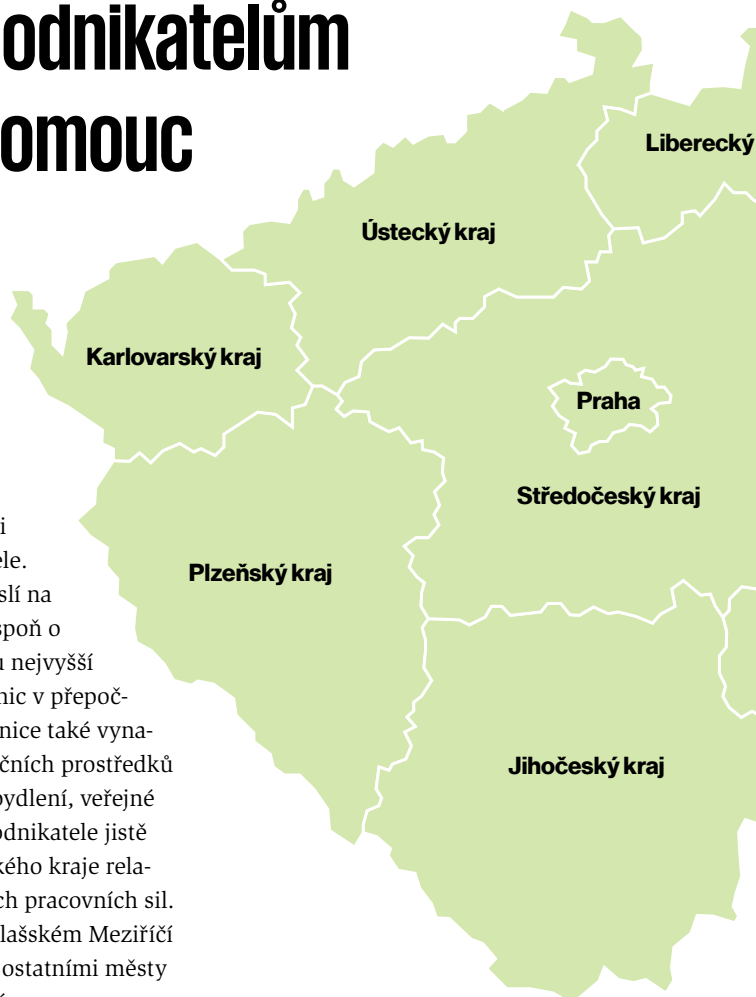 odnikatelům
omouc
Liberecký
Ústecký kraj
Karlovarský kraj
Praha
Středočeský kraj
Plzeňský kraj
Jihočeský kraj
i
le.
slí na
spoň o
u nejvyšší
nic v přepoč-
nice také vyna-
čních prostředků
bydlení, veřejné
odnikatele jistě
kého kraje rela-
ch pracovních sil.
lašském Meziříčí
ostatními městy